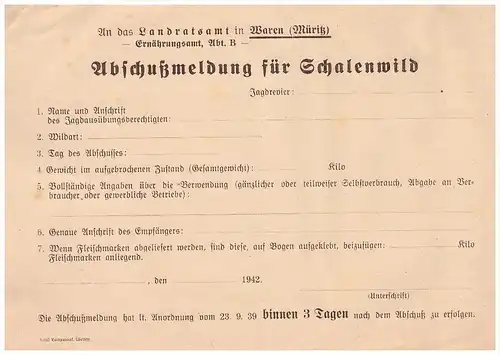 An das Landratsamt in Waren (Müritz)
— Ernährungsamt, Abt. B —
Abschußmeldung für Schalenwild
Jagdrevier:
1. Name und Anschrift
des Jagdausübungsberechtigten:
2. Wildart:
3. Tag des Abschusses:
4. Gewicht im aufgebrochenen Zustand (Gesamtgewicht): Kilo
5. Vollständige Angaben über die Verwendung (gänzlicher oder teilweiser Selbstverbrauch, Abgabe an Ver-
braucher oder gewerbliche Betriebe):
6. Genaue Anschrift des Empfängers:
7. Wenn Fleischmarken abgeliefert werden, sind diese, auf Bogen aufgeklebt, beizufügen: Kilo
Fleischmarken anliegend.
, den 1942.
(Unterschrift)
Die Abschußmeldung hat lt. Anordnung vom 23. 9. 39 binnen 3 Tagen nach dem Abschuß zu erfolgen.